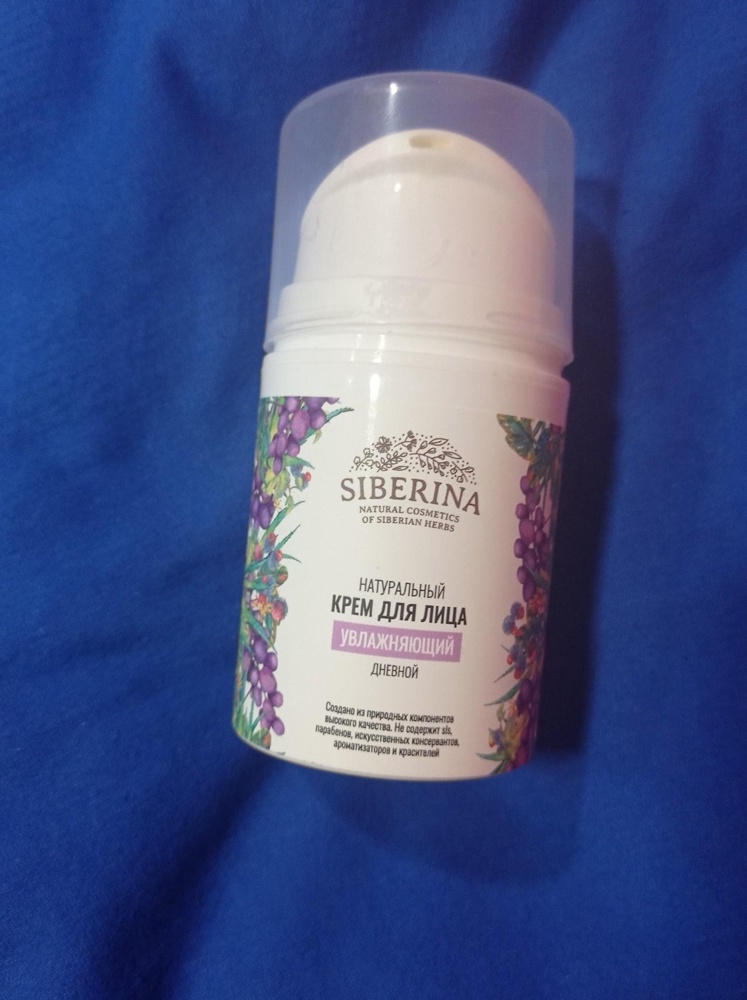 SIBERINA
NATURAL COSMETICS
OF SIBERIAN HERBS
НАТУРАЛЬНЫЙ
КРЕМ ДЛЯ ЛИЦА
УВЛАЖНЯЮЩИЙ
ДНЕВНОЙ
Создано из природных компонентов
высокого качества. Не содержит sls,
парабенов, искусственных консервантов,
ароматизаторов и красителей